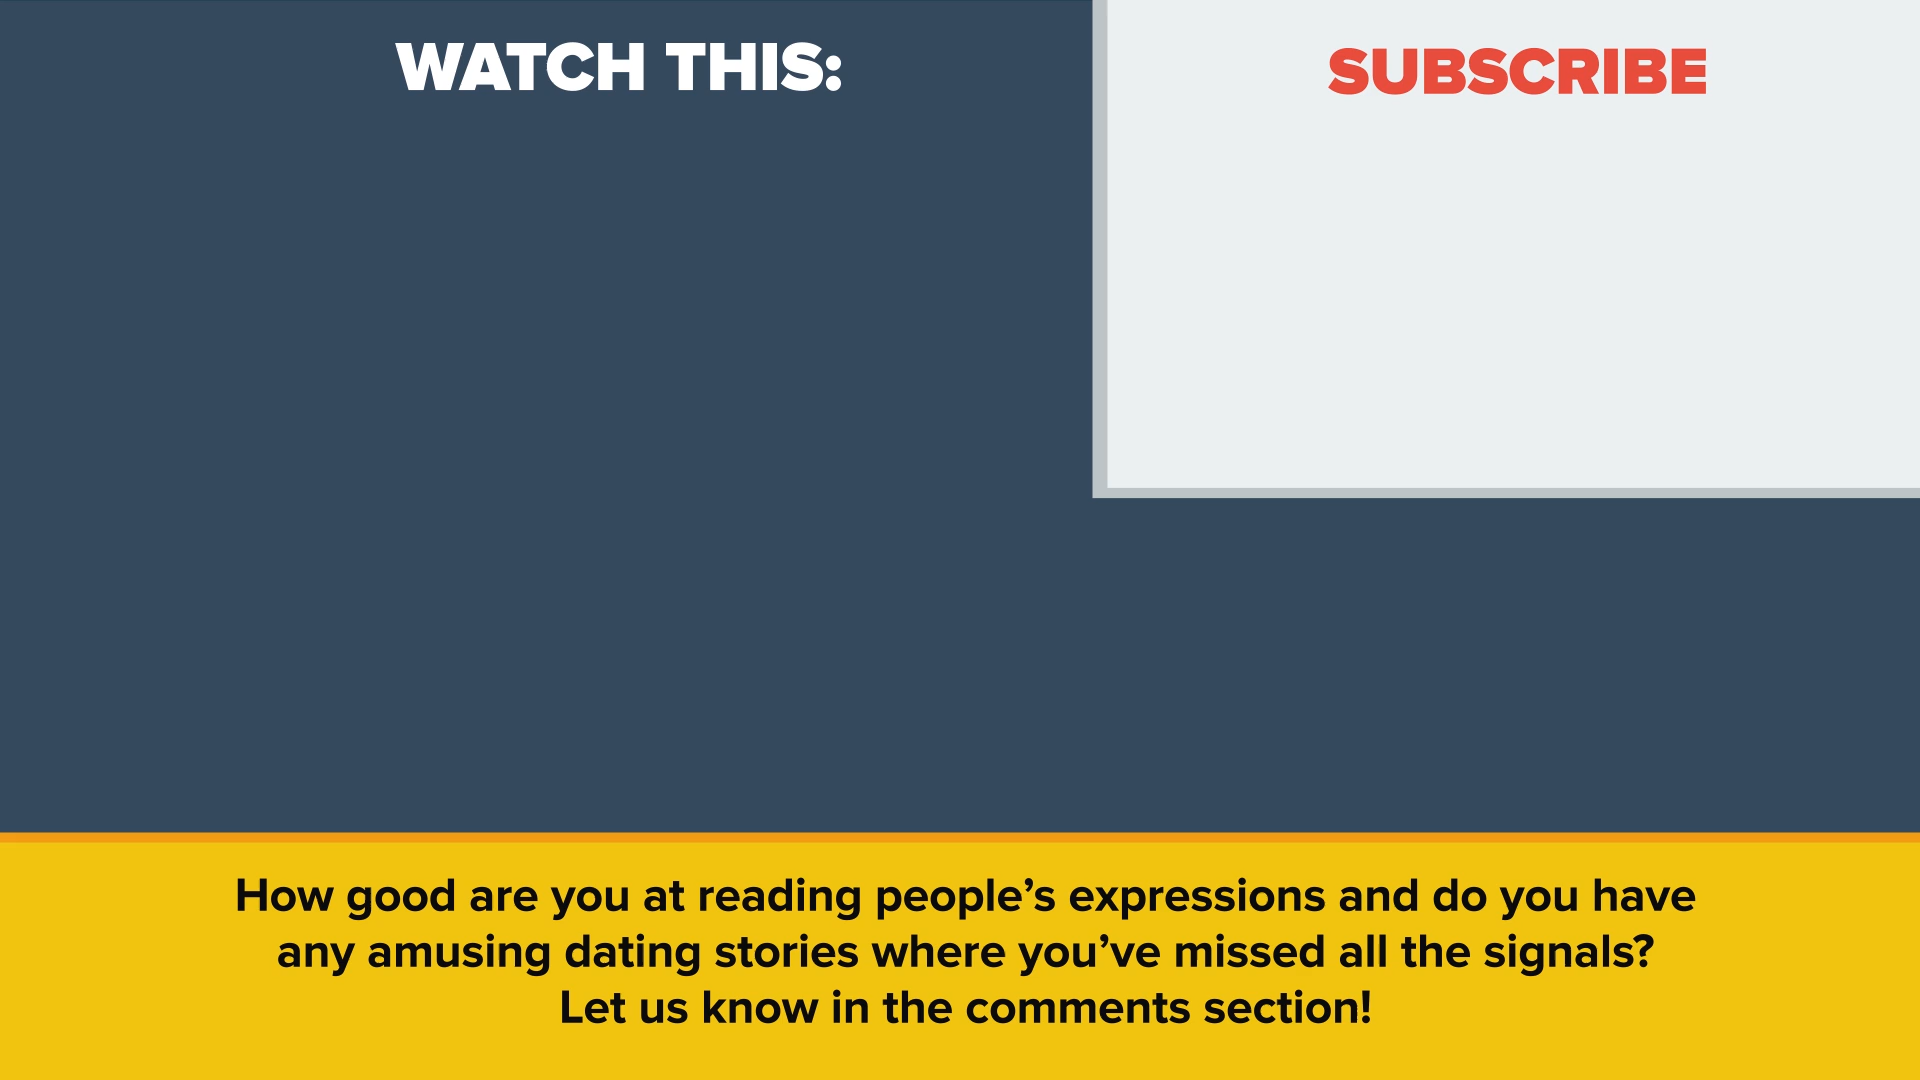 WATCH THIS:
SUBSCRIBE
How good are you at reading people’s expressions and do you have
any amusing dating stories where you’ve missed all the signals?
Let us know in the comments section!